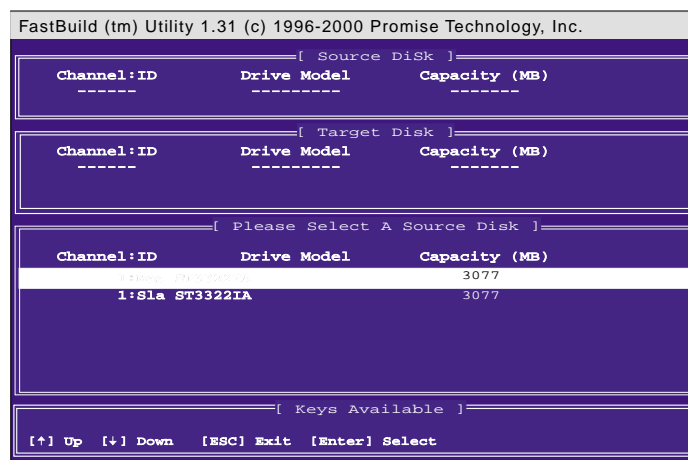 FastBuild (tm) Utility 1.31 (c) 1996-2000 Promise Technology, Inc.
[ Source DiSk ]
Channel:ID Drive Model Capacity (MB)
------ --------- -------
[ Target Disk ]
Channel:ID Drive Model Capacity (MB)
------ --------- -------
[ Please Select A Source Disk ]
Channel:ID Drive Model Capacity (MB)
3077
1:Sla ST3322IA 3077
[ Keys Available ]
[↑] Up [↓] Down [ESC] Exit [Enter] Select